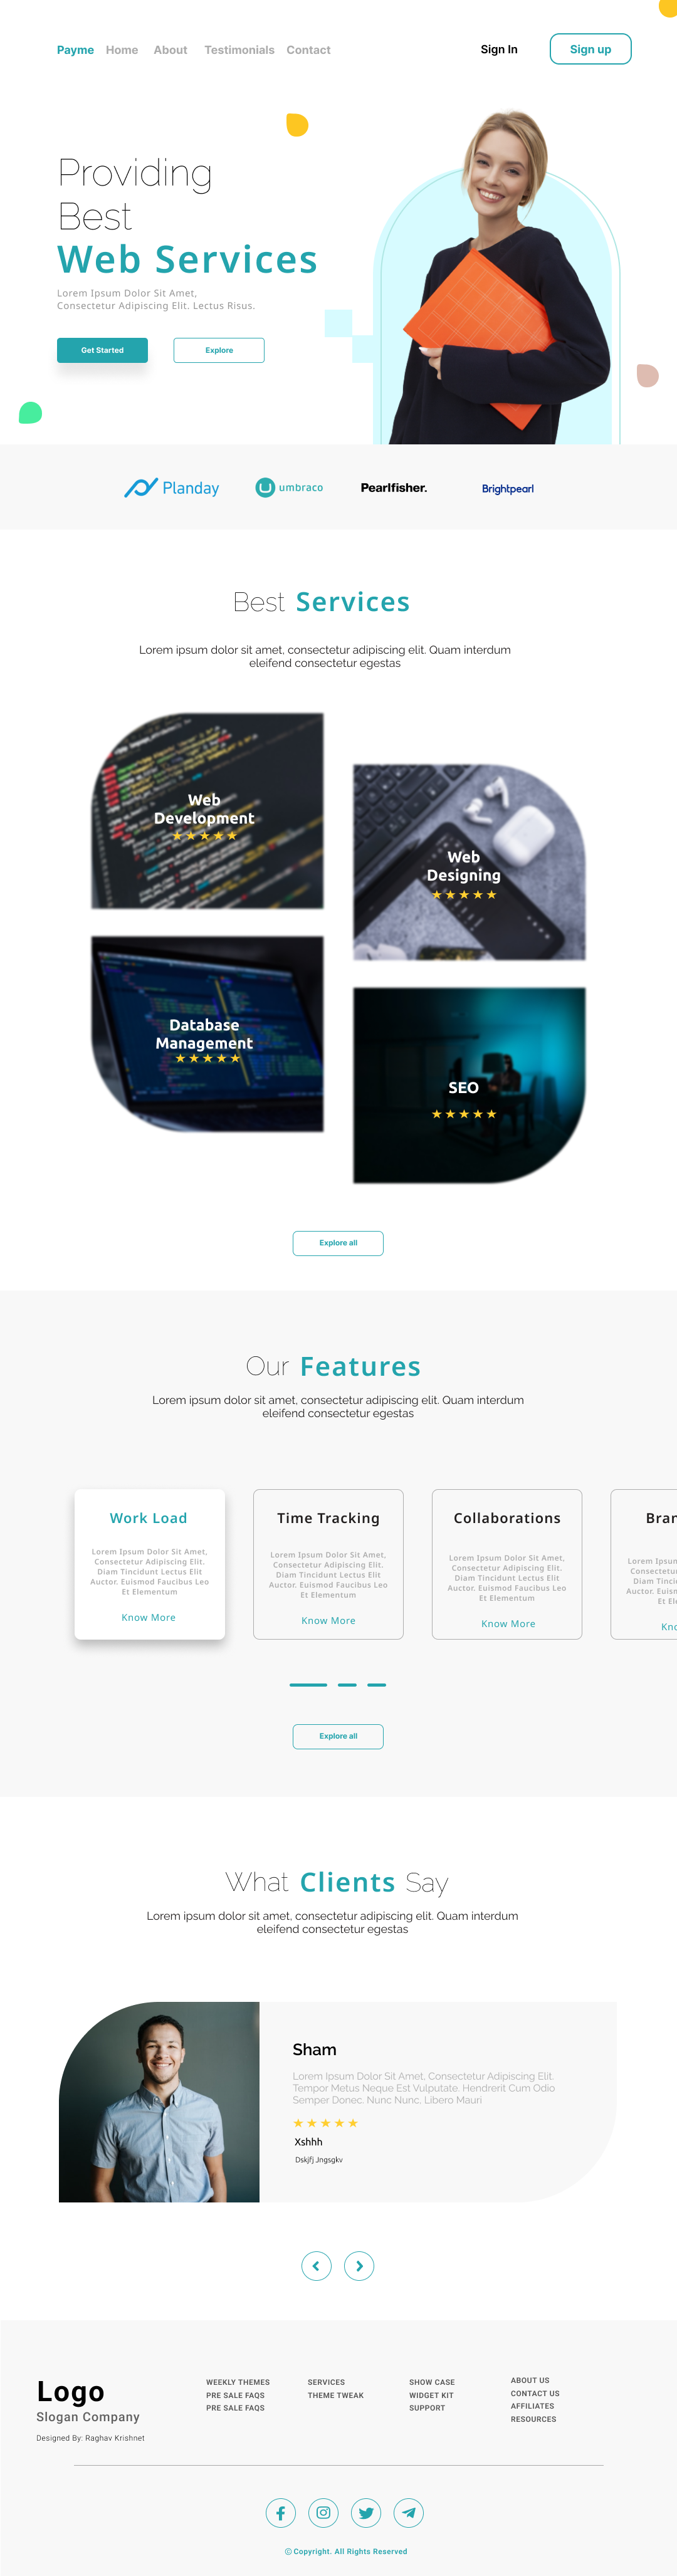 Payme Home About Testimonials Contact Sign In Sign up
Providing
Best
Web Services
Lorem Ipsum Dolor Sit Amet,
Consectetur Adipiscing Elit. Lectus Risus.
Get Started Explore
Planday umbraco Pearlfisher. Brightpearl
Best Services
Lorem ipsum dolor sit amet, consectetur adipiscing elit. Quam interdum
eleifend consectetur egestas
Web
Development
Web
Designing
Database
Management
SEO
Explore all
Our Features
Lorem ipsum dolor sit amet, consectetur adipiscing elit. Quam interdum
eleifend consectetur egestas
Work Load
Lorem Ipsum Dolor Sit Amet,
Consectetur Adipiscing Elit.
Diam Tincidunt Lectus Elit
Auctor. Euismod Faucibus Leo
Et Elementum
Know More
Time Tracking
Lorem Ipsum Dolor Sit Amet,
Consectetur Adipiscing Elit.
Diam Tincidunt Lectus Elit
Auctor. Euismod Faucibus Leo
Et Elementum
Know More
Collaborations
Lorem Ipsum Dolor Sit Amet,
Consectetur Adipiscing Elit.
Diam Tincidunt Lectus Elit
Auctor. Euismod Faucibus Leo
Et Elementum
Know More
Explore all
What Clients Say
Lorem ipsum dolor sit amet, consectetur adipiscing elit. Quam interdum
eleifend consectetur egestas
Sham
Lorem Ipsum Dolor Sit Amet, Consectetur Adipiscing Elit.
Tempor Metus Neque Est Vulputate. Hendrerit Cum Odio
Semper Donec. Nunc Nunc, Libero Mauri
Xshhh
Dskjfj Jngsgkv
Logo
Slogan Company
Designed By: Raghav Krishnet
WEEKLY THEMES
PRE SALE FAQS
PRE SALE FAQS
SERVICES
THEME TWEAK
SHOW CASE
WIDGET KIT
SUPPORT
ABOUT US
CONTACT US
AFFILIATES
RESOURCES
© Copyright. All Rights Reserved